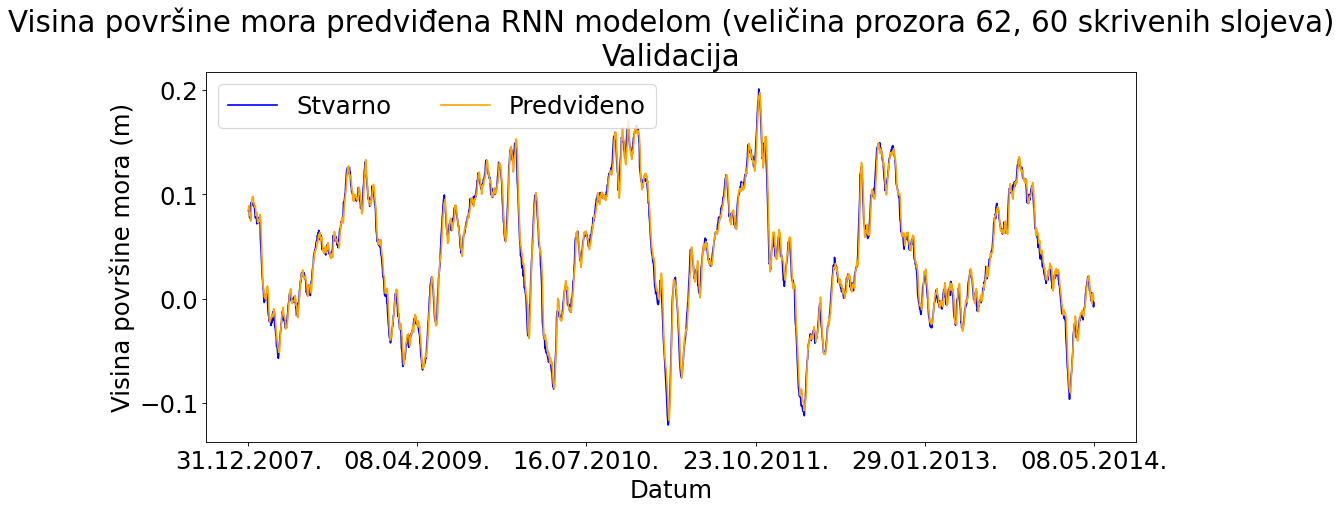 Visina površine mora predviđena RNN modelom (veličina prozora 62, 60 skrivenih slojeva)
Validacija
Stvarno Predviđeno
Visina površine mora (m)
0.2
0.1
0.0
−0.1
31.12.2007. 08.04.2009. 16.07.2010. 23.10.2011. 29.01.2013. 08.05.2014.
Datum